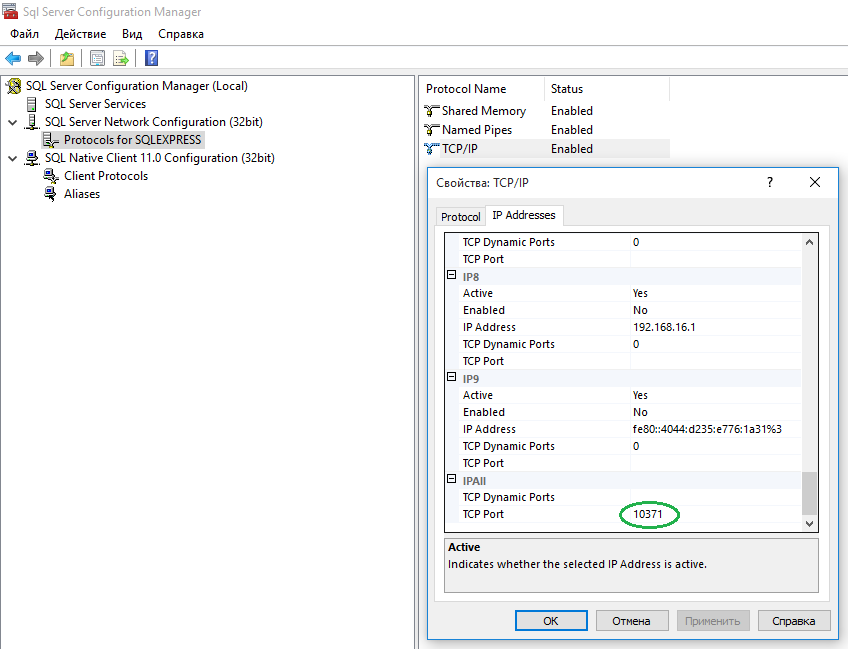 Sql Server Configuration Manager
Файл Действие Вид Справка
SQL Server Configuration Manager (Local)
SQL Server Services
SQL Server Network Configuration (32bit)
Protocols for SQLEXPRESS
SQL Native Client 11.0 Configuration (32bit)
Client Protocols
Aliases
Protocol Name Status
Shared Memory Enabled
Named Pipes Enabled
TCP/IP Enabled
Свойства: TCP/IP ?
Protocol IP Addresses
TCP Dynamic Ports 0
TCP Port
IP8
Active Yes
Enabled No
IP Address 192.168.16.1
TCP Dynamic Ports 0
TCP Port
IP9
Active Yes
Enabled No
IP Address fe80::4044:d235:e776:1a31%3
TCP Dynamic Ports 0
TCP Port
IPAll
TCP Dynamic Ports
TCP Port 10371
Active
Indicates whether the selected IP Address is active.
OK Отмена Применить Справка